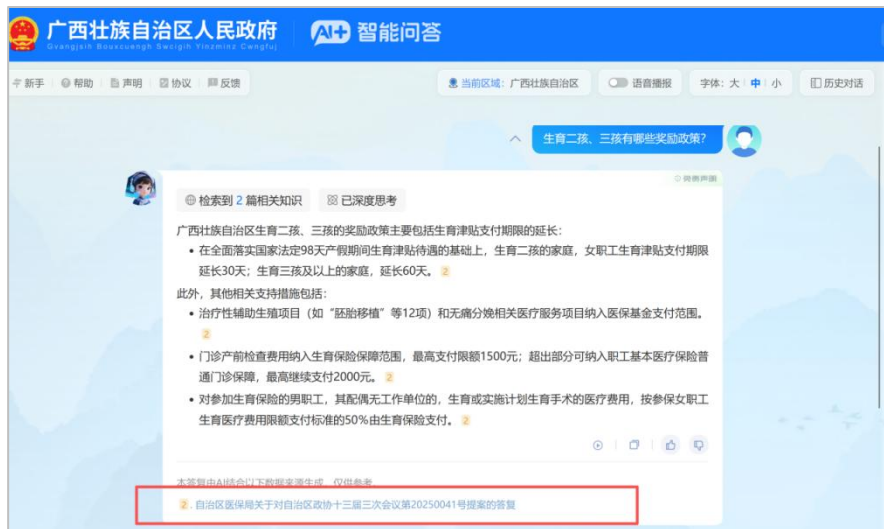 广西壮族自治区人民政府 AI+ 智能问答
Gvangjsih Bouxcuengh Swcigih Yinzminz Cwngfuj
新手 帮助 声明 协议 反馈 当前区域：广西壮族自治区 语音播报 字体：大 中 小 历史对话
生育二孩、三孩有哪些奖励政策？
免责声明
检索到 2 篇相关知识 已深度思考
广西壮族自治区生育二孩、三孩的奖励政策主要包括生育津贴支付期限的延长：
• 在全面落实国家法定98天产假期间生育津贴待遇的基础上，生育二孩的家庭，女职工生育津贴支付期限
延长30天；生育三孩及以上的家庭，延长60天。 2
此外，其他相关支持措施包括：
• 治疗性辅助生殖项目（如“胚胎移植”等12项）和无痛分娩相关医疗服务项目纳入医保基金支付范围。
2
• 门诊产前检查费用纳入生育保险保障范围，最高支付限额1500元；超出部分可纳入职工基本医疗保险普
通门诊保障，最高继续支付2000元。 2
• 对参加生育保险的男职工，其配偶无工作单位的，生育或实施计划生育手术的医疗费用，按参保女职工
生育医疗费用限额支付标准的50%由生育保险支付。 2
本答复由AI结合以下数据来源生成，仅供参考
2 . 自治区医保局关于对自治区政协十三届三次会议第20250041号提案的答复